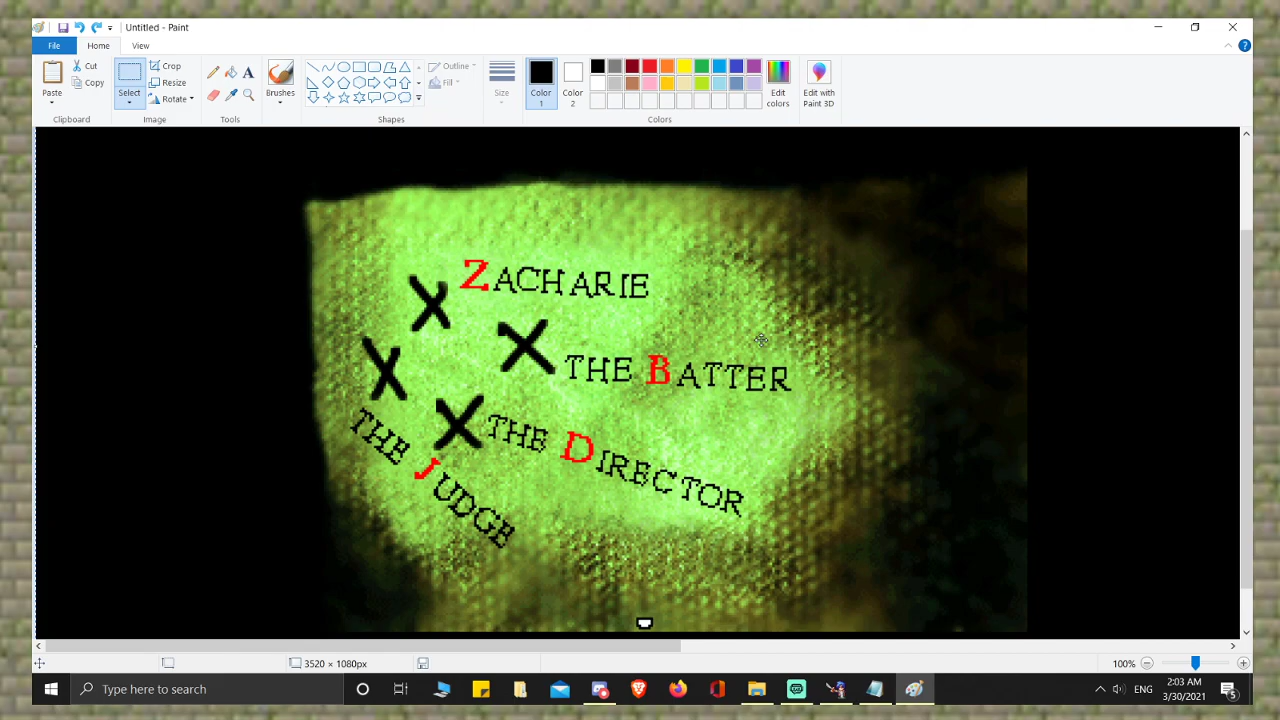 Untitled - Paint
File Home View
Paste
Cut
Copy
Clipboard
Select
Crop
Resize
Rotate
Image
Tools
Brushes
Outline
Fill
Shapes
Size
Color 1
Color 2
Edit colors
Edit with Paint 3D
Colors
ZACHARIE
THE BATTER
THE DIRECTOR
THE JUDGE
3520 × 1080px
100%
Type here to search
ENG
2:03 AM
3/30/2021
5